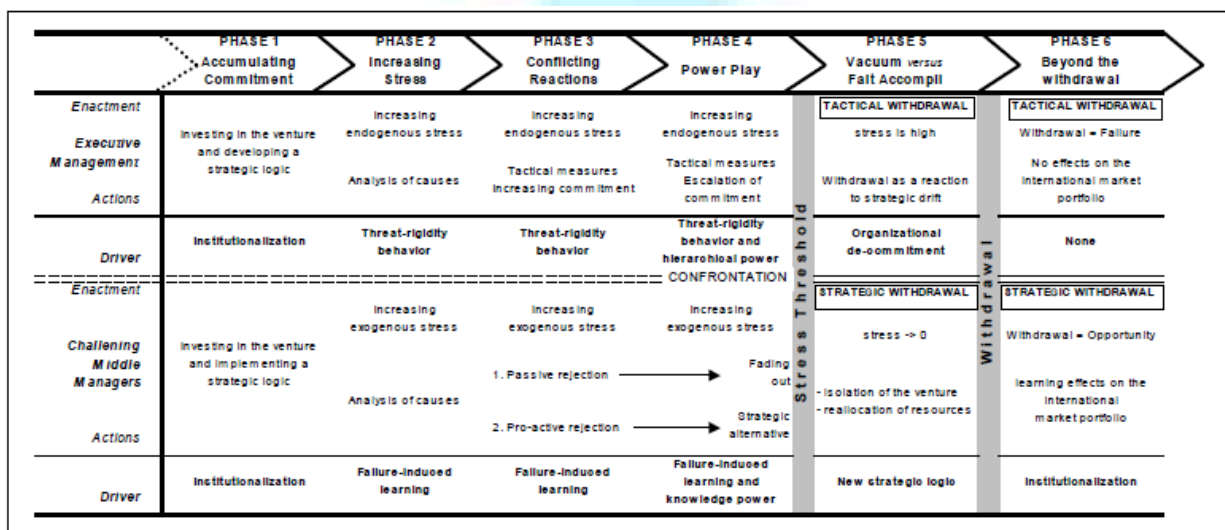 PHASE 1
Accumulating
Commitment
PHASE 2
Increasing
Stress
PHASE 3
Conflicting
Reactions
PHASE 4
Power Play
PHASE 5
Vacuum versus
Fait Accompli
PHASE 6
Beyond the
withdrawal
Enactment
Executive
Management
Actions
Investing in the venture
and developing a
strategic logic
Increasing
endogenous stress
Analysis of causes
Increasing
endogenous stress
Tactical measures
Increasing commitment
Increasing
endogenous stress
Tactical measures
Escalation of
commitment
TACTICAL WITHDRAWAL
stress is high
Withdrawal as a reaction
to strategic drift
TACTICAL WITHDRAWAL
Withdrawal = Failure
No effects on the
international market
portfolio
Driver
Institutionalization
Threat-rigidity
behavior
Threat-rigidity
behavior
Threat-rigidity
behavior and
hierarchical power
Organizational
de-commitment
None
CONFRONTATION
Stress Threshold
Withdrawal
Enactment
Challening
Middle
Managers
Actions
Investing in the venture
and implementing a
strategic logic
Increasing
exogenous stress
Analysis of causes
Increasing
exogenous stress
1. Passive rejection
2. Pro-active rejection
Increasing
exogenous stress
Fading
out
Strategic
alternative
STRATEGIC WITHDRAWAL
stress -> 0
- isolation of the venture
- reallocation of resources
STRATEGIC WITHDRAWAL
Withdrawal = Opportunity
learning effects on the
international
market portfolio
Driver
Institutionalization
Failure-induced
learning
Failure-induced
learning
Failure-induced
learning and
knowledge power
New strategic logic
Institutionalization